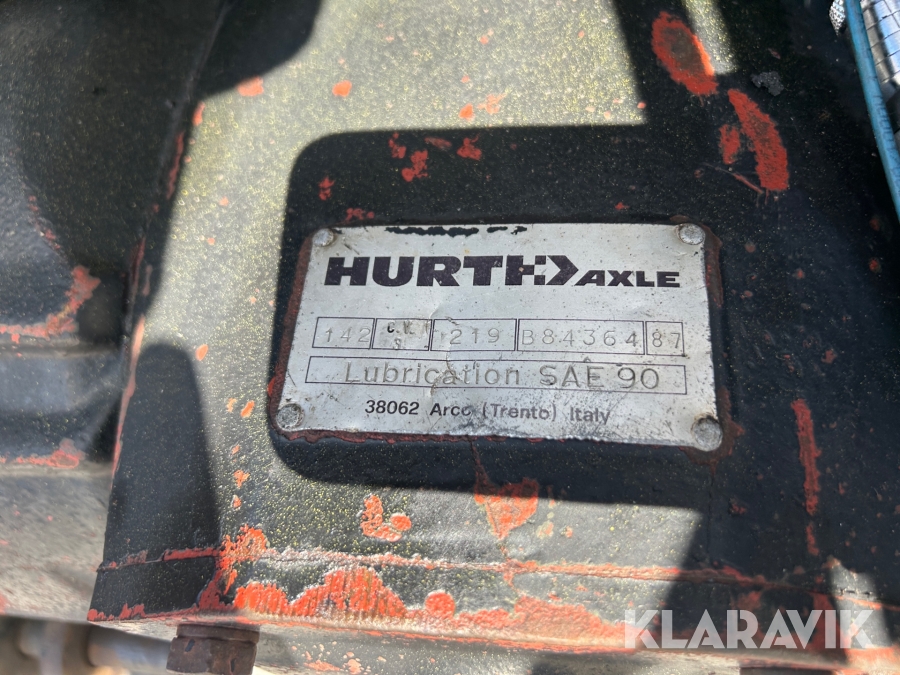 HURTH AXLE
142 C.V. S. 1219 B84364 87
Lubrication SAE 90
38062 Arco (Trento) Italy
KLARAVIK